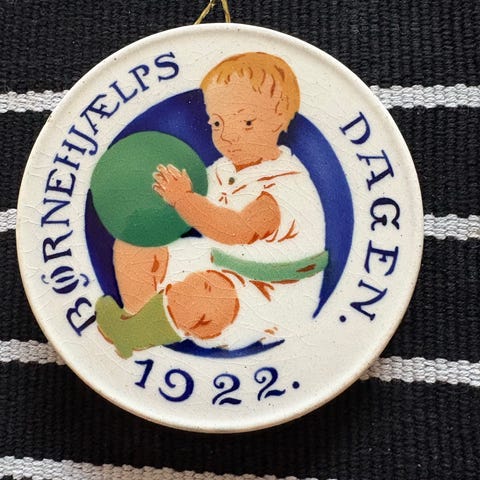 BØRNEHJÆLPS
DAGEN.
1922.